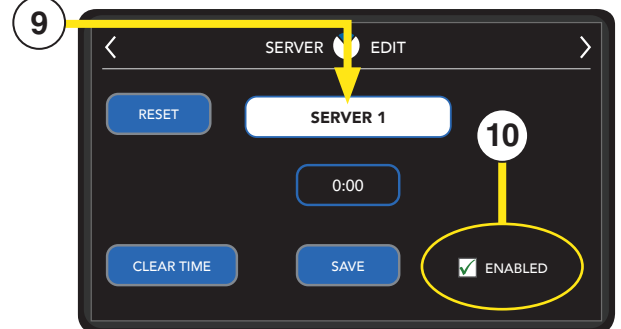 9
SERVER EDIT
RESET
SERVER 1
10
0:00
CLEAR TIME
SAVE
ENABLED